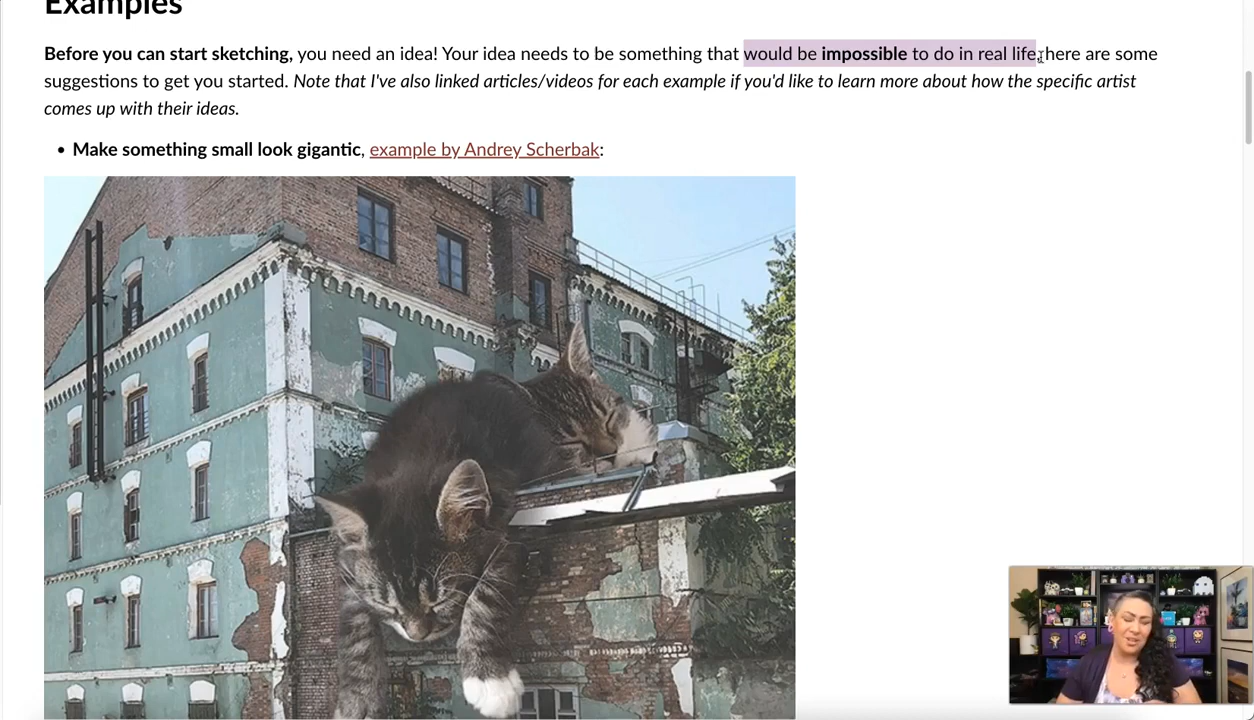 Examples
Before you can start sketching, you need an idea! Your idea needs to be something that would be impossible to do in real life, here are some
suggestions to get you started. Note that I've also linked articles/videos for each example if you'd like to learn more about how the specific artist
comes up with their ideas.
• Make something small look gigantic, example by Andrey Scherbak: